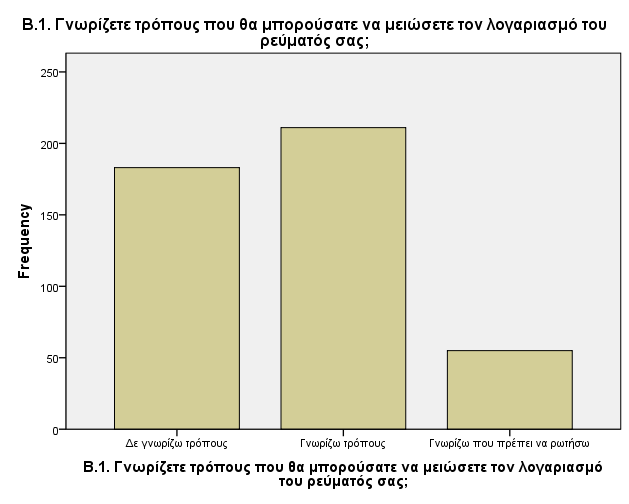 B.1. Γνωρίζετε τρόπους που θα μπορούσατε να μειώσετε τον λογαριασμό του
ρεύματός σας;
250
200
150
100
50
0
Frequency
Δε γνωρίζω τρόπους
Γνωρίζω τρόπους
Γνωρίζω που πρέπει να ρωτήσω
B.1. Γνωρίζετε τρόπους που θα μπορούσατε να μειώσετε τον λογαριασμό
του ρεύματός σας;